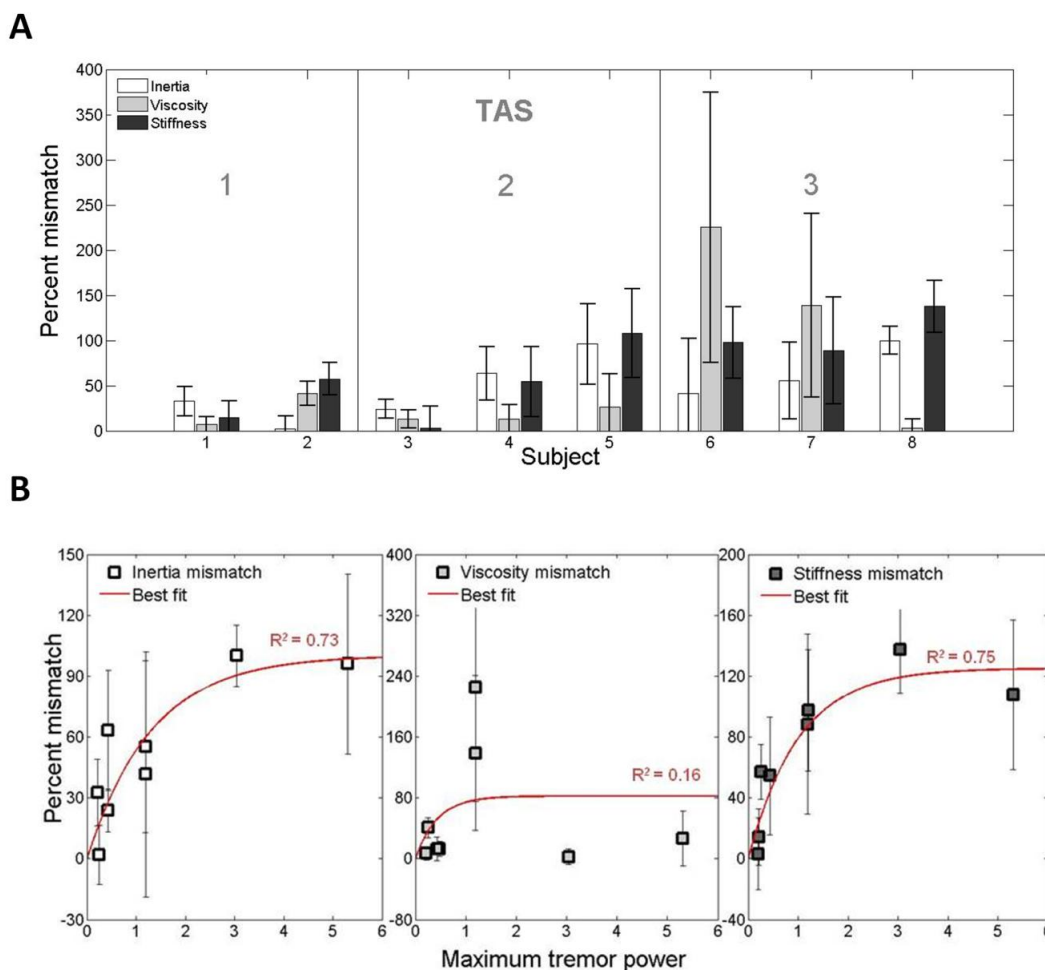 A
400
350
300
250
200
150
100
50
0
Percent mismatch
Inertia
Viscosity
Stiffness
TAS
1
2
3
1 2 3 4 5 6 7 8
Subject
B
150
120
90
60
30
0
-30
Percent mismatch
Inertia mismatch
Best fit
R² = 0.73
0 1 2 3 4 5 6
400
320
240
160
80
0
-80
Viscosity mismatch
Best fit
R² = 0.16
0 1 2 3 4 5 6
200
160
120
80
40
0
-40
Stiffness mismatch
Best fit
R² = 0.75
0 1 2 3 4 5 6
Maximum tremor power